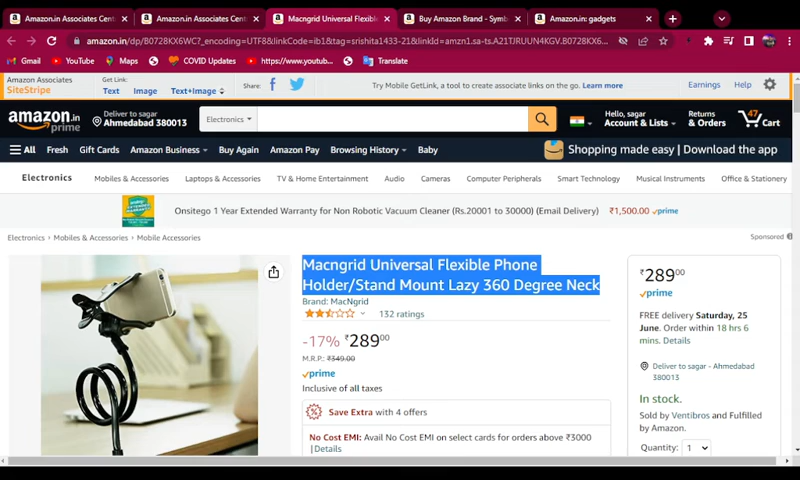 Amazon.in Associates Cent
Amazon.in Associates Cent
Macngrid Universal Flexible
Buy Amazon Brand - Symb
Amazon.in: gadgets
amazon.in/dp/B0728KX6WC?_encoding=UTF8&linkCode=ib1&tag=srishita1433-21&linkId=amzn1.sa-ts.A21TJRUUN4KGV.B0728KX6...
Gmail YouTube Maps News COVID Updates https://www.youtub... Translate
Amazon Associates
SiteStripe
Get Link:
Text Image Text+Image
Share:
Try Mobile GetLink, a tool to create associate links on the go. Learn more
Earnings Help
amazon.in
prime
Deliver to sagar
Ahmedabad 380013
Electronics
Hello, sagar
Account & Lists
Returns
& Orders
47
Cart
All Fresh Gift Cards Amazon Business Buy Again Amazon Pay Browsing History Baby
Shopping made easy | Download the app
Electronics Mobiles & Accessories Laptops & Accessories TV & Home Entertainment Audio Cameras Computer Peripherals Smart Technology Musical Instruments Office & Stationery
Onsitego 1 Year Extended Warranty for Non Robotic Vacuum Cleaner (Rs.20001 to 30000) (Email Delivery) ₹1,500.00 prime
Electronics › Mobiles & Accessories › Mobile Accessories
Sponsored
Macngrid Universal Flexible Phone
Holder/Stand Mount Lazy 360 Degree Neck
Brand: MacNgrid
132 ratings
-17% ₹28900
M.R.P.: ₹349.00
prime
Inclusive of all taxes
Save Extra with 4 offers
No Cost EMI: Avail No Cost EMI on select cards for orders above ₹3000
| Details
₹28900
prime
FREE delivery Saturday, 25
June. Order within 18 hrs 6
mins. Details
Deliver to sagar - Ahmedabad
380013
In stock.
Sold by Ventibros and Fulfilled
by Amazon.
Quantity: 1